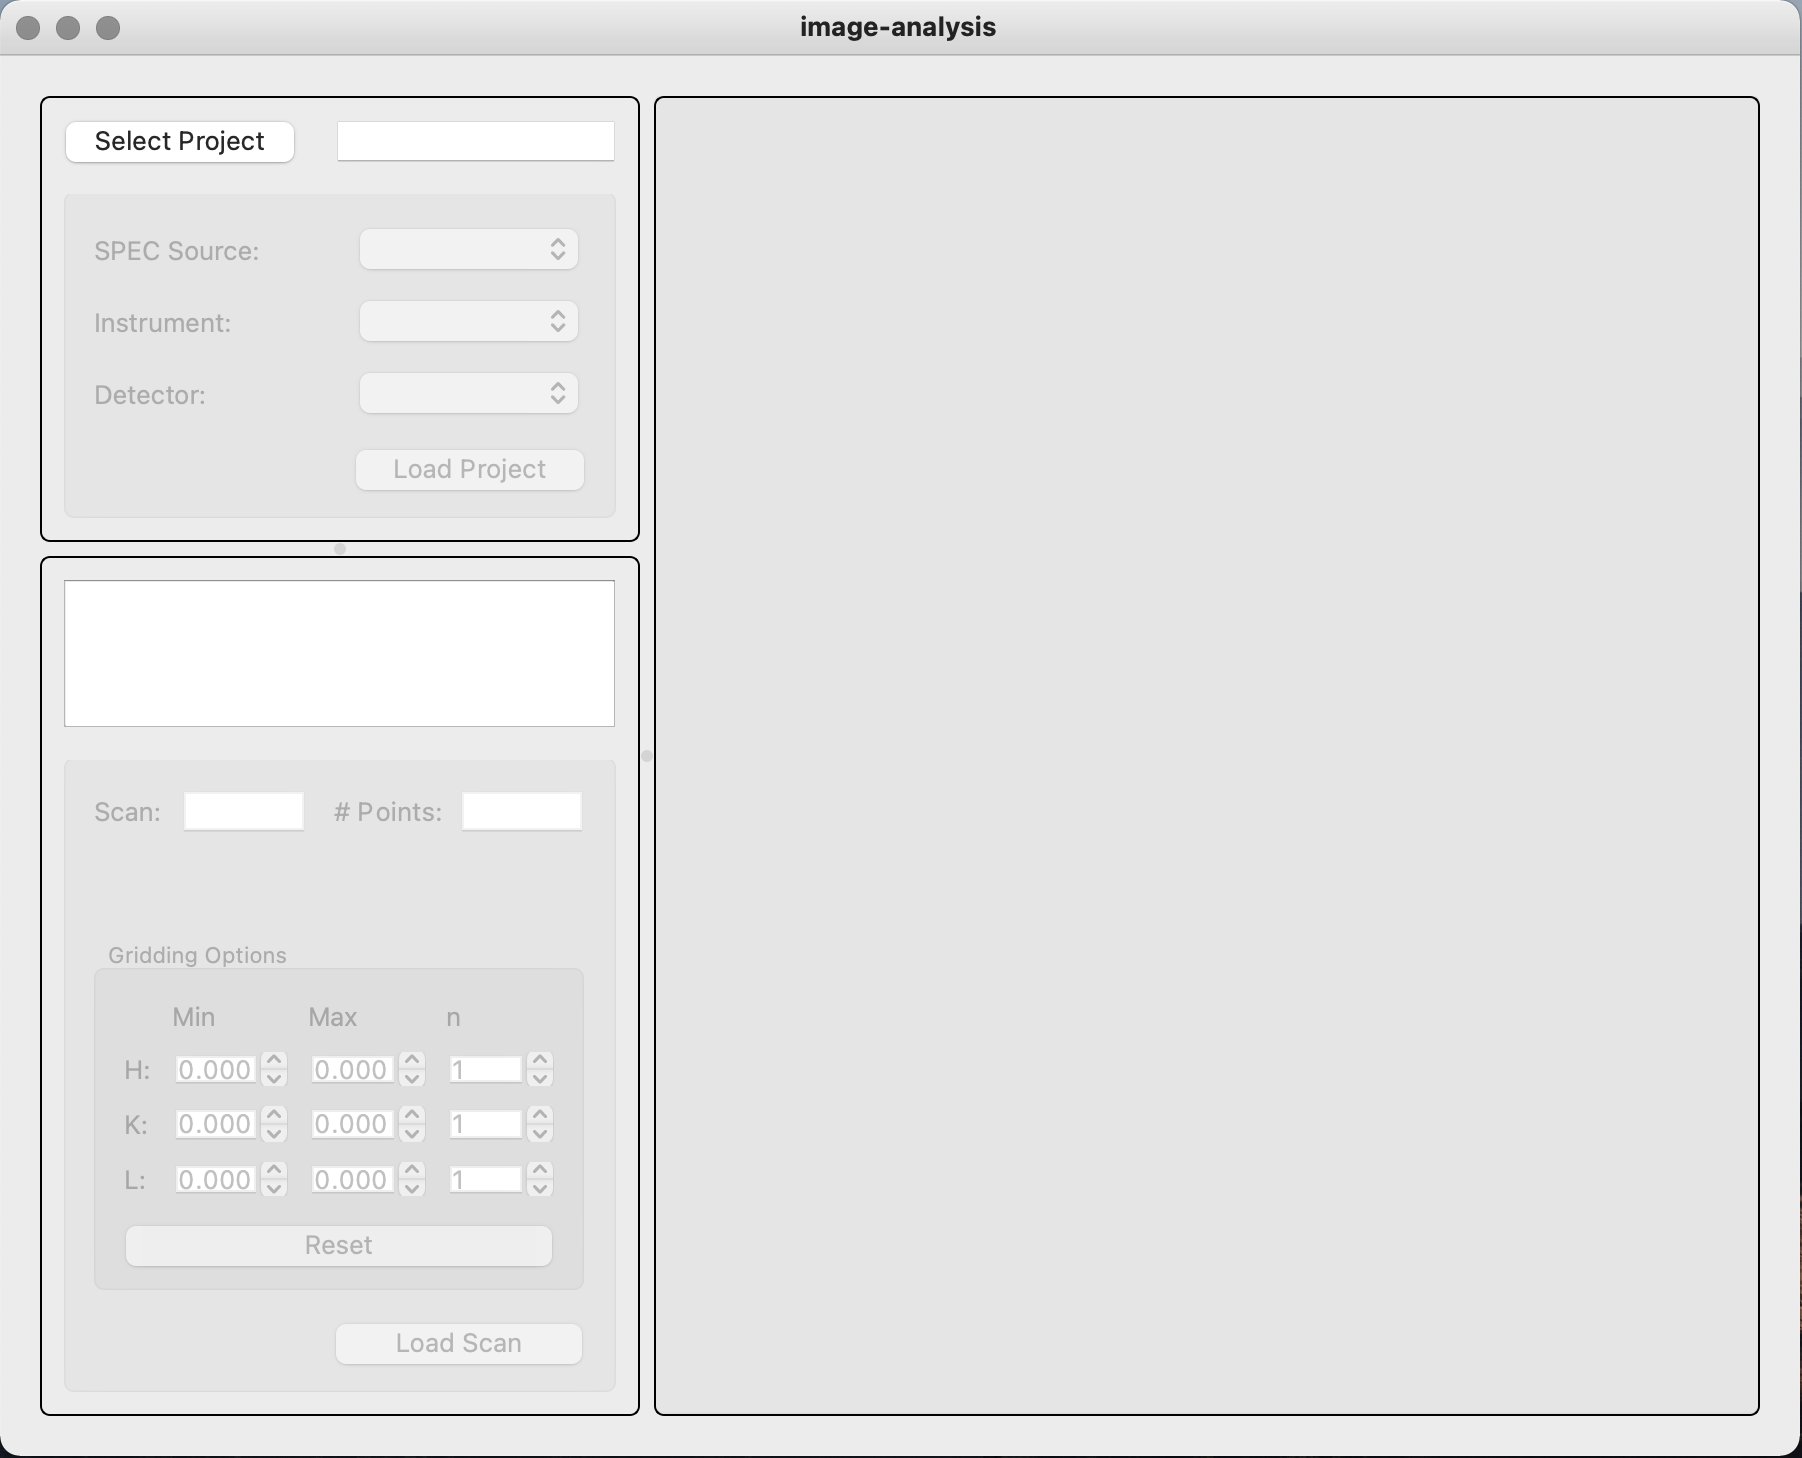 image-analysis
Select Project
SPEC Source:
Instrument:
Detector:
Load Project
Scan: # Points:
Gridding Options
Min Max n
H: 0.000 0.000 1
K: 0.000 0.000 1
L: 0.000 0.000 1
Reset
Load Scan